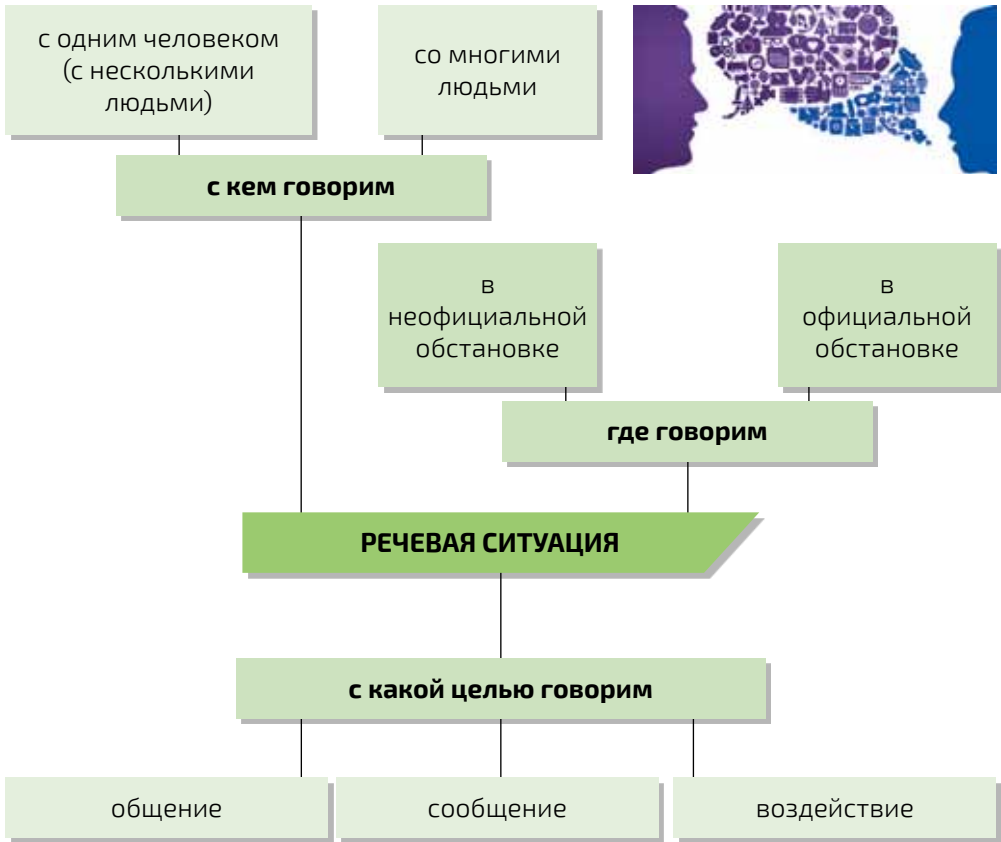 с одним человеком
(с несколькими
людьми)
со многими
людьми
с кем говорим
в
неофициальной
обстановке
в
официальной
обстановке
где говорим
РЕЧЕВАЯ СИТУАЦИЯ
с какой целью говорим
общение
сообщение
воздействие